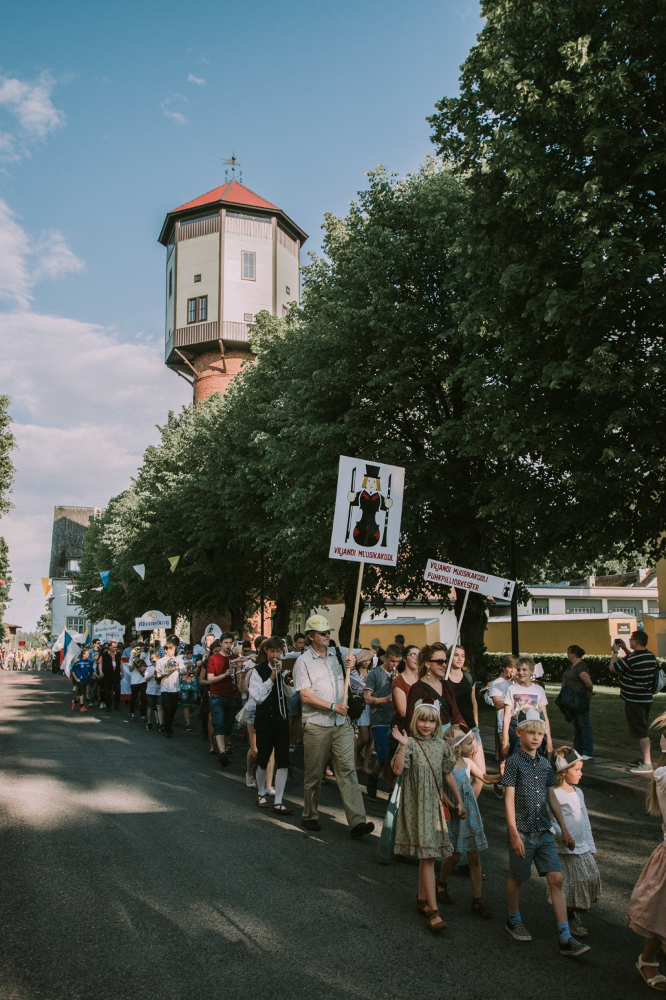 VILJANDI MUUSIKAKOOL
VILJANDI MUUSIKAKOOLI
PUHKPILLIORKESTER
Ahrensburg